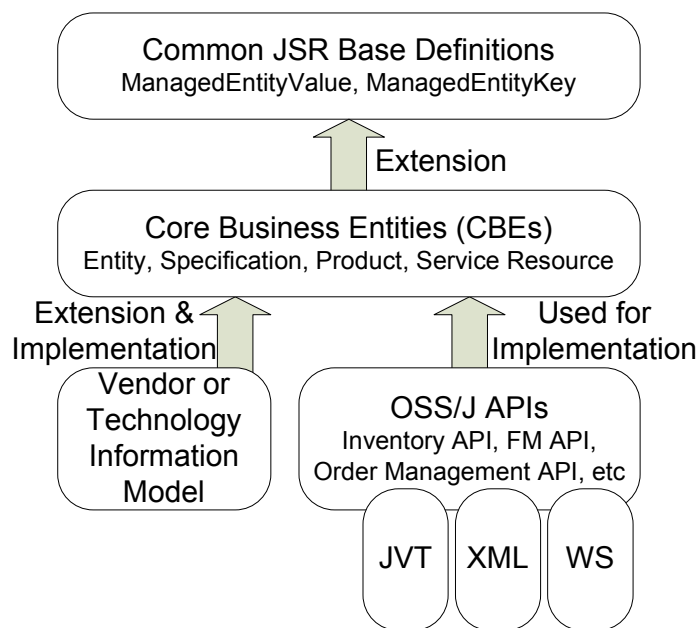 Common JSR Base Definitions
ManagedEntityValue, ManagedEntityKey
Extension
Core Business Entities (CBEs)
Entity, Specification, Product, Service Resource
Extension &
Implementation
Used for
Implementation
Vendor or
Technology
Information
Model
OSS/J APIs
Inventory API, FM API,
Order Management API, etc
JVT
XML
WS